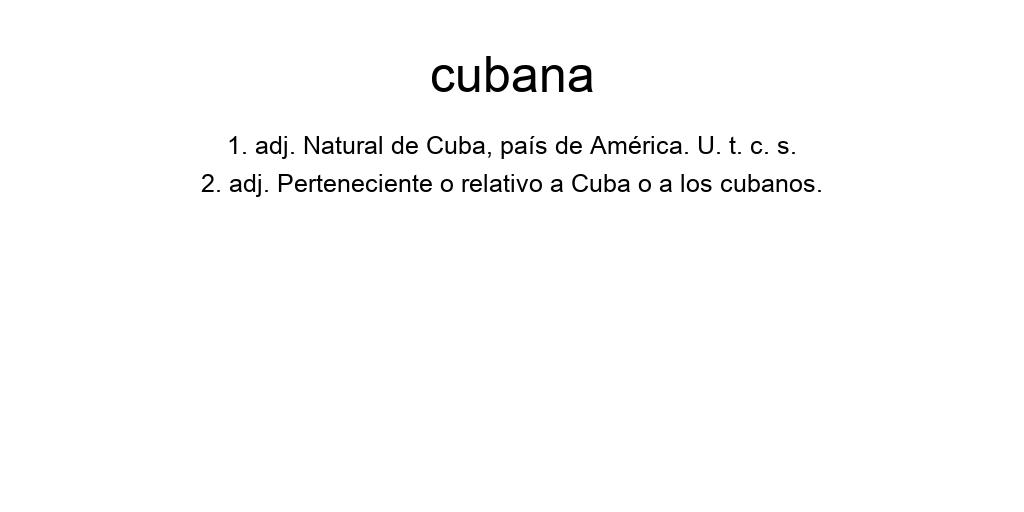 cubana
1. adj. Natural de Cuba, país de América. U. t. c. s.
2. adj. Perteneciente o relativo a Cuba o a los cubanos.